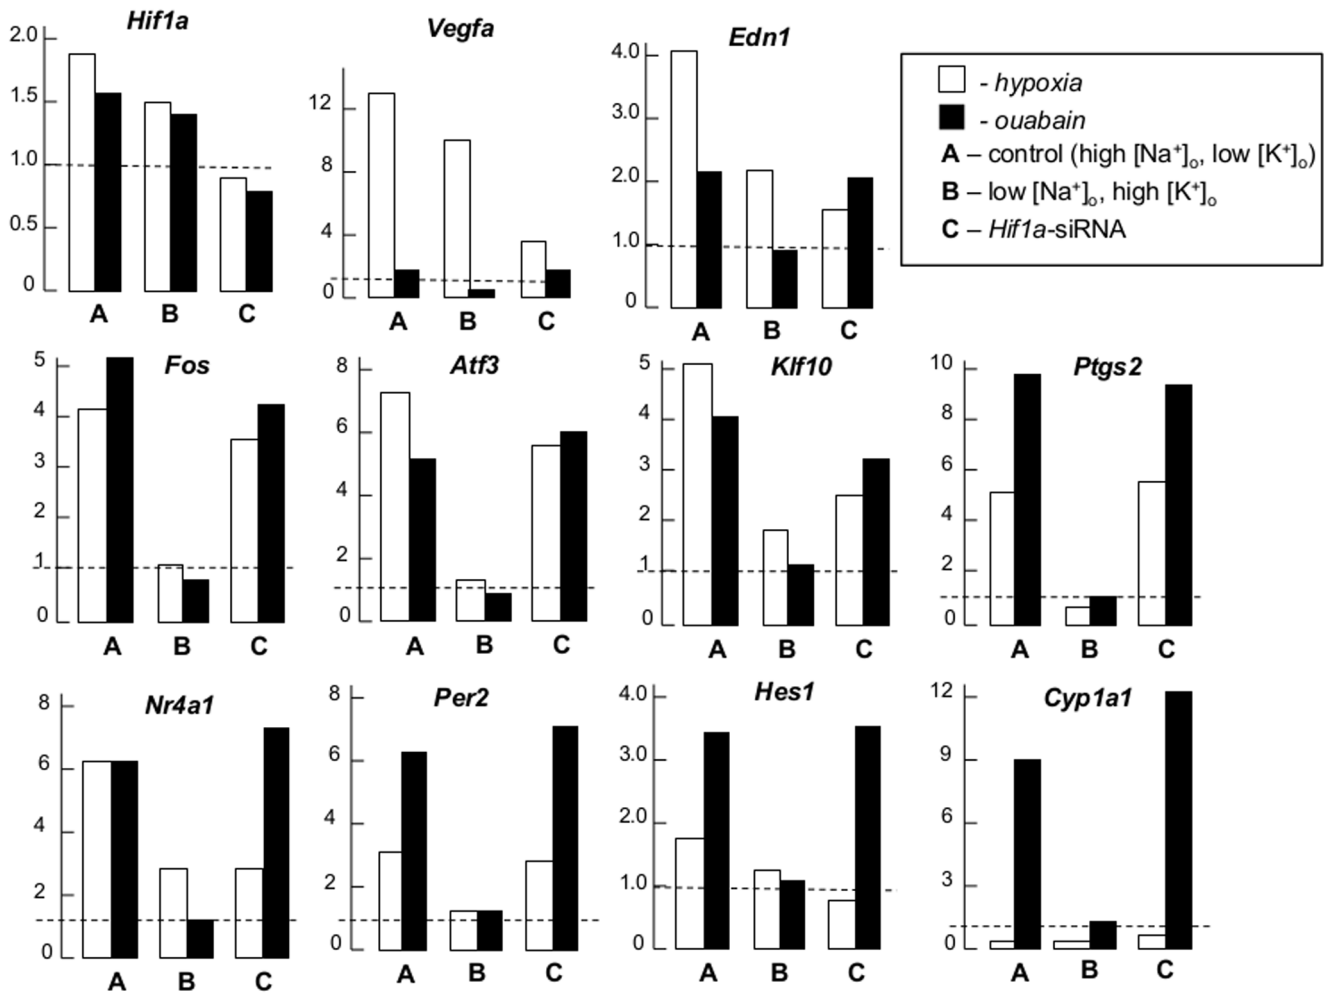 Hif1a
2.0
1.5
1.0
0.5
0
A B C
Vegfa
12
8
4
0
A B C
Edn1
4.0
3.0
2.0
1.0
0
A B C
- hypoxia
- ouabain
A – control (high [Na+]o, low [K+]o)
B – low [Na+]o, high [K+]o
C – Hif1a-siRNA
Fos
5
4
3
2
1
0
A B C
Atf3
8
6
4
2
0
A B C
Klf10
5
4
3
2
1
0
A B C
Ptgs2
10
8
6
4
2
0
A B C
Nr4a1
8
6
4
2
0
A B C
Per2
8
6
4
2
0
A B C
Hes1
4.0
3.0
2.0
1.0
0
A B C
Cyp1a1
12
9
6
3
0
A B C